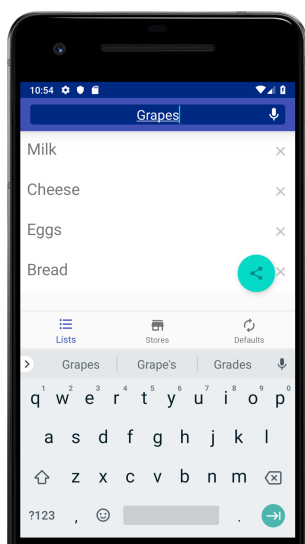 10:54
Grapes
Milk
Cheese
Eggs
Bread
Lists Stores Defaults
Grapes Grape's Grades
1 2 3 4 5 6 7 8 9 0
q w e r t y u i o p
a s d f g h j k l
z x c v b n m
?123 , .